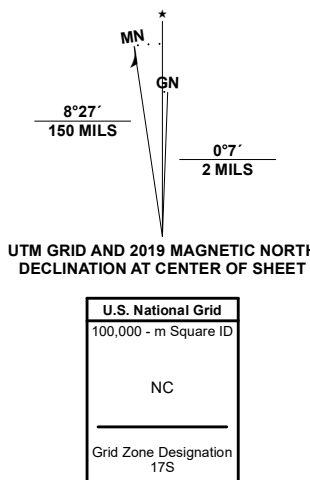 MN
GN
8°27´
150 MILS
0°7´
2 MILS
UTM GRID AND 2019 MAGNETIC NORTH
DECLINATION AT CENTER OF SHEET
U.S. National Grid
100,000 - m Square ID
NC
Grid Zone Designation
17S